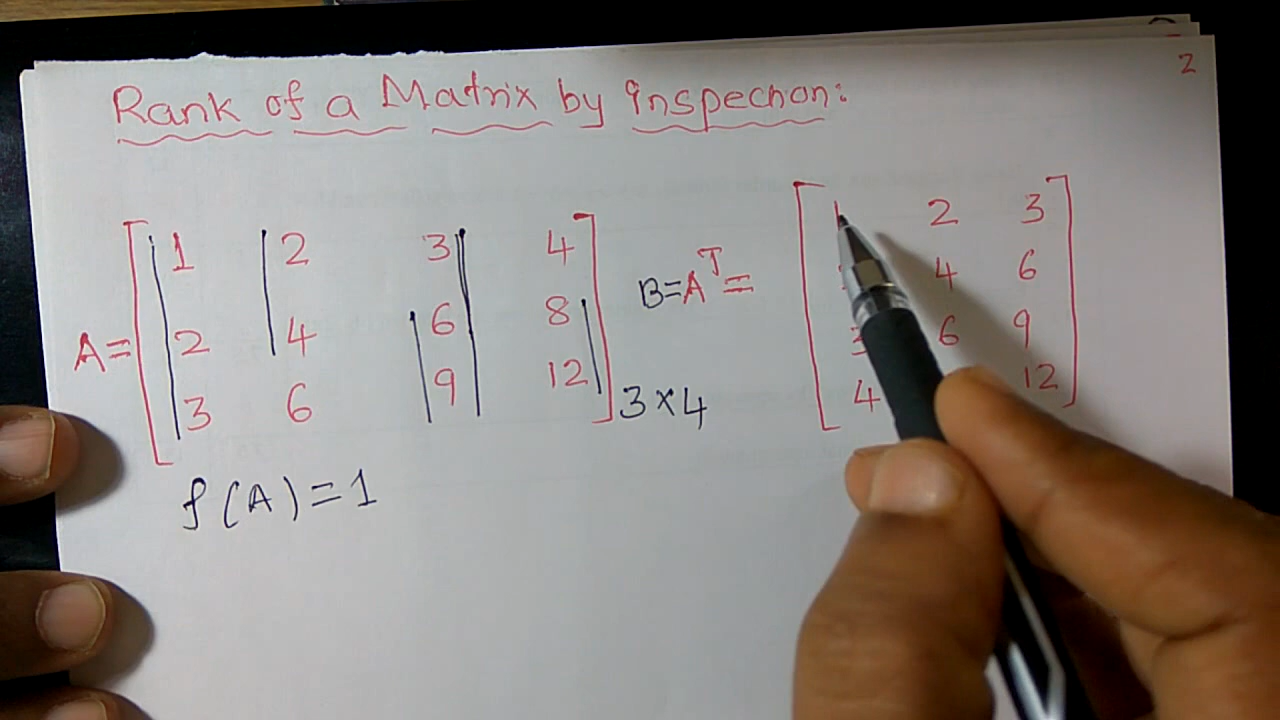 2
Rank of a Matrix by inspection:
A= [ 1 2 3 4 B=A^T= [ 2 3
2 4 6 8 4 6
3 6 9 12 ] 3×4 6 9
4 12 ]
ρ(A)=1